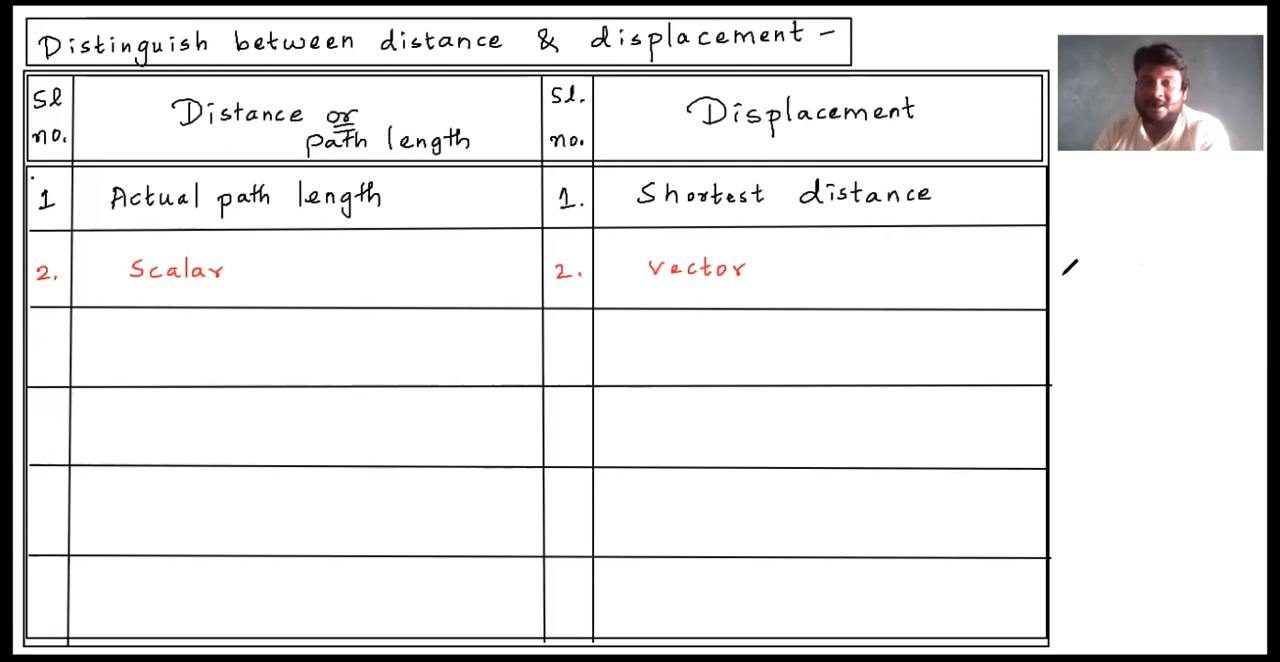 Distinguish between distance & displacement -
Sl no. Distance or path length Sl. no. Displacement
1 Actual path length 1. Shortest distance
2. Scalar 2. vector